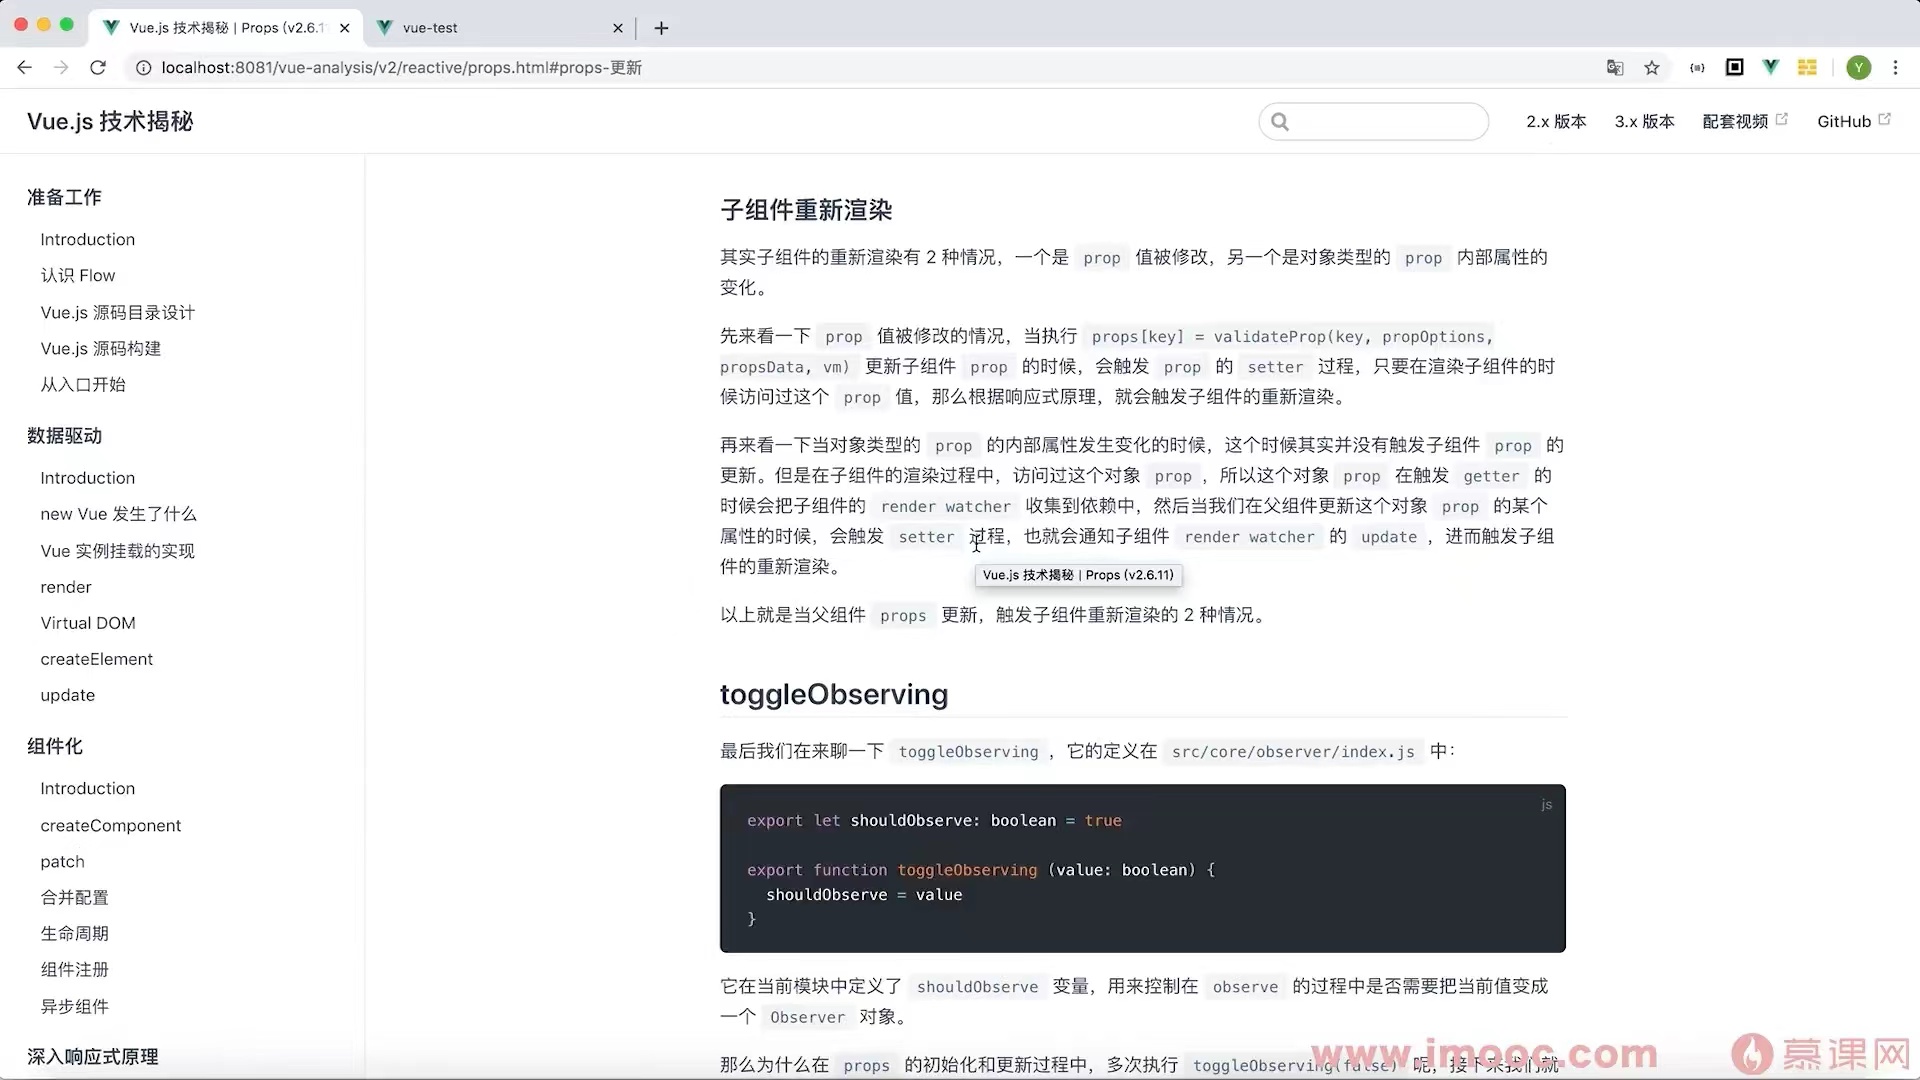 Vue.js 技术揭秘 | Props (v2.6.1
vue-test
localhost:8081/vue-analysis/v2/reactive/props.html#props-更新
Y
Vue.js 技术揭秘
2.x 版本
3.x 版本
配套视频
GitHub
准备工作
Introduction
认识 Flow
Vue.js 源码目录设计
Vue.js 源码构建
从入口开始
数据驱动
Introduction
new Vue 发生了什么
Vue 实例挂载的实现
render
Virtual DOM
createElement
update
组件化
Introduction
createComponent
patch
合并配置
生命周期
组件注册
异步组件
深入响应式原理
子组件重新渲染
其实子组件的重新渲染有 2 种情况，一个是 prop 值被修改，另一个是对象类型的 prop 内部属性的
变化。
先来看一下 prop 值被修改的情况，当执行 props[key] = validateProp(key, propOptions,
propsData, vm) 更新子组件 prop 的时候，会触发 prop 的 setter 过程，只要在渲染子组件的时
候访问过这个 prop 值，那么根据响应式原理，就会触发子组件的重新渲染。
再来看一下当对象类型的 prop 的内部属性发生变化的时候，这个时候其实并没有触发子组件 prop 的
更新。但是在子组件的渲染过程中，访问过这个对象 prop ，所以这个对象 prop 在触发 getter 的
时候会把子组件的 render watcher 收集到依赖中，然后当我们在父组件更新这个对象 prop 的某个
属性的时候，会触发 setter 过程，也就会通知子组件 render watcher 的 update ，进而触发子组
件的重新渲染。
Vue.js 技术揭秘 | Props (v2.6.11)
以上就是当父组件 props 更新，触发子组件重新渲染的 2 种情况。
toggleObserving
最后我们在来聊一下 toggleObserving ，它的定义在 src/core/observer/index.js 中：
js
export let shouldObserve: boolean = true
export function toggleObserving (value: boolean) {
shouldObserve = value
}
它在当前模块中定义了 shouldObserve 变量，用来控制在 observe 的过程中是否需要把当前值变成
一个 Observer 对象。
那么为什么在 props 的初始化和更新过程中，多次执行 toggleObserving(false) 呢，接下来我们就
www.imooc.com
慕课网